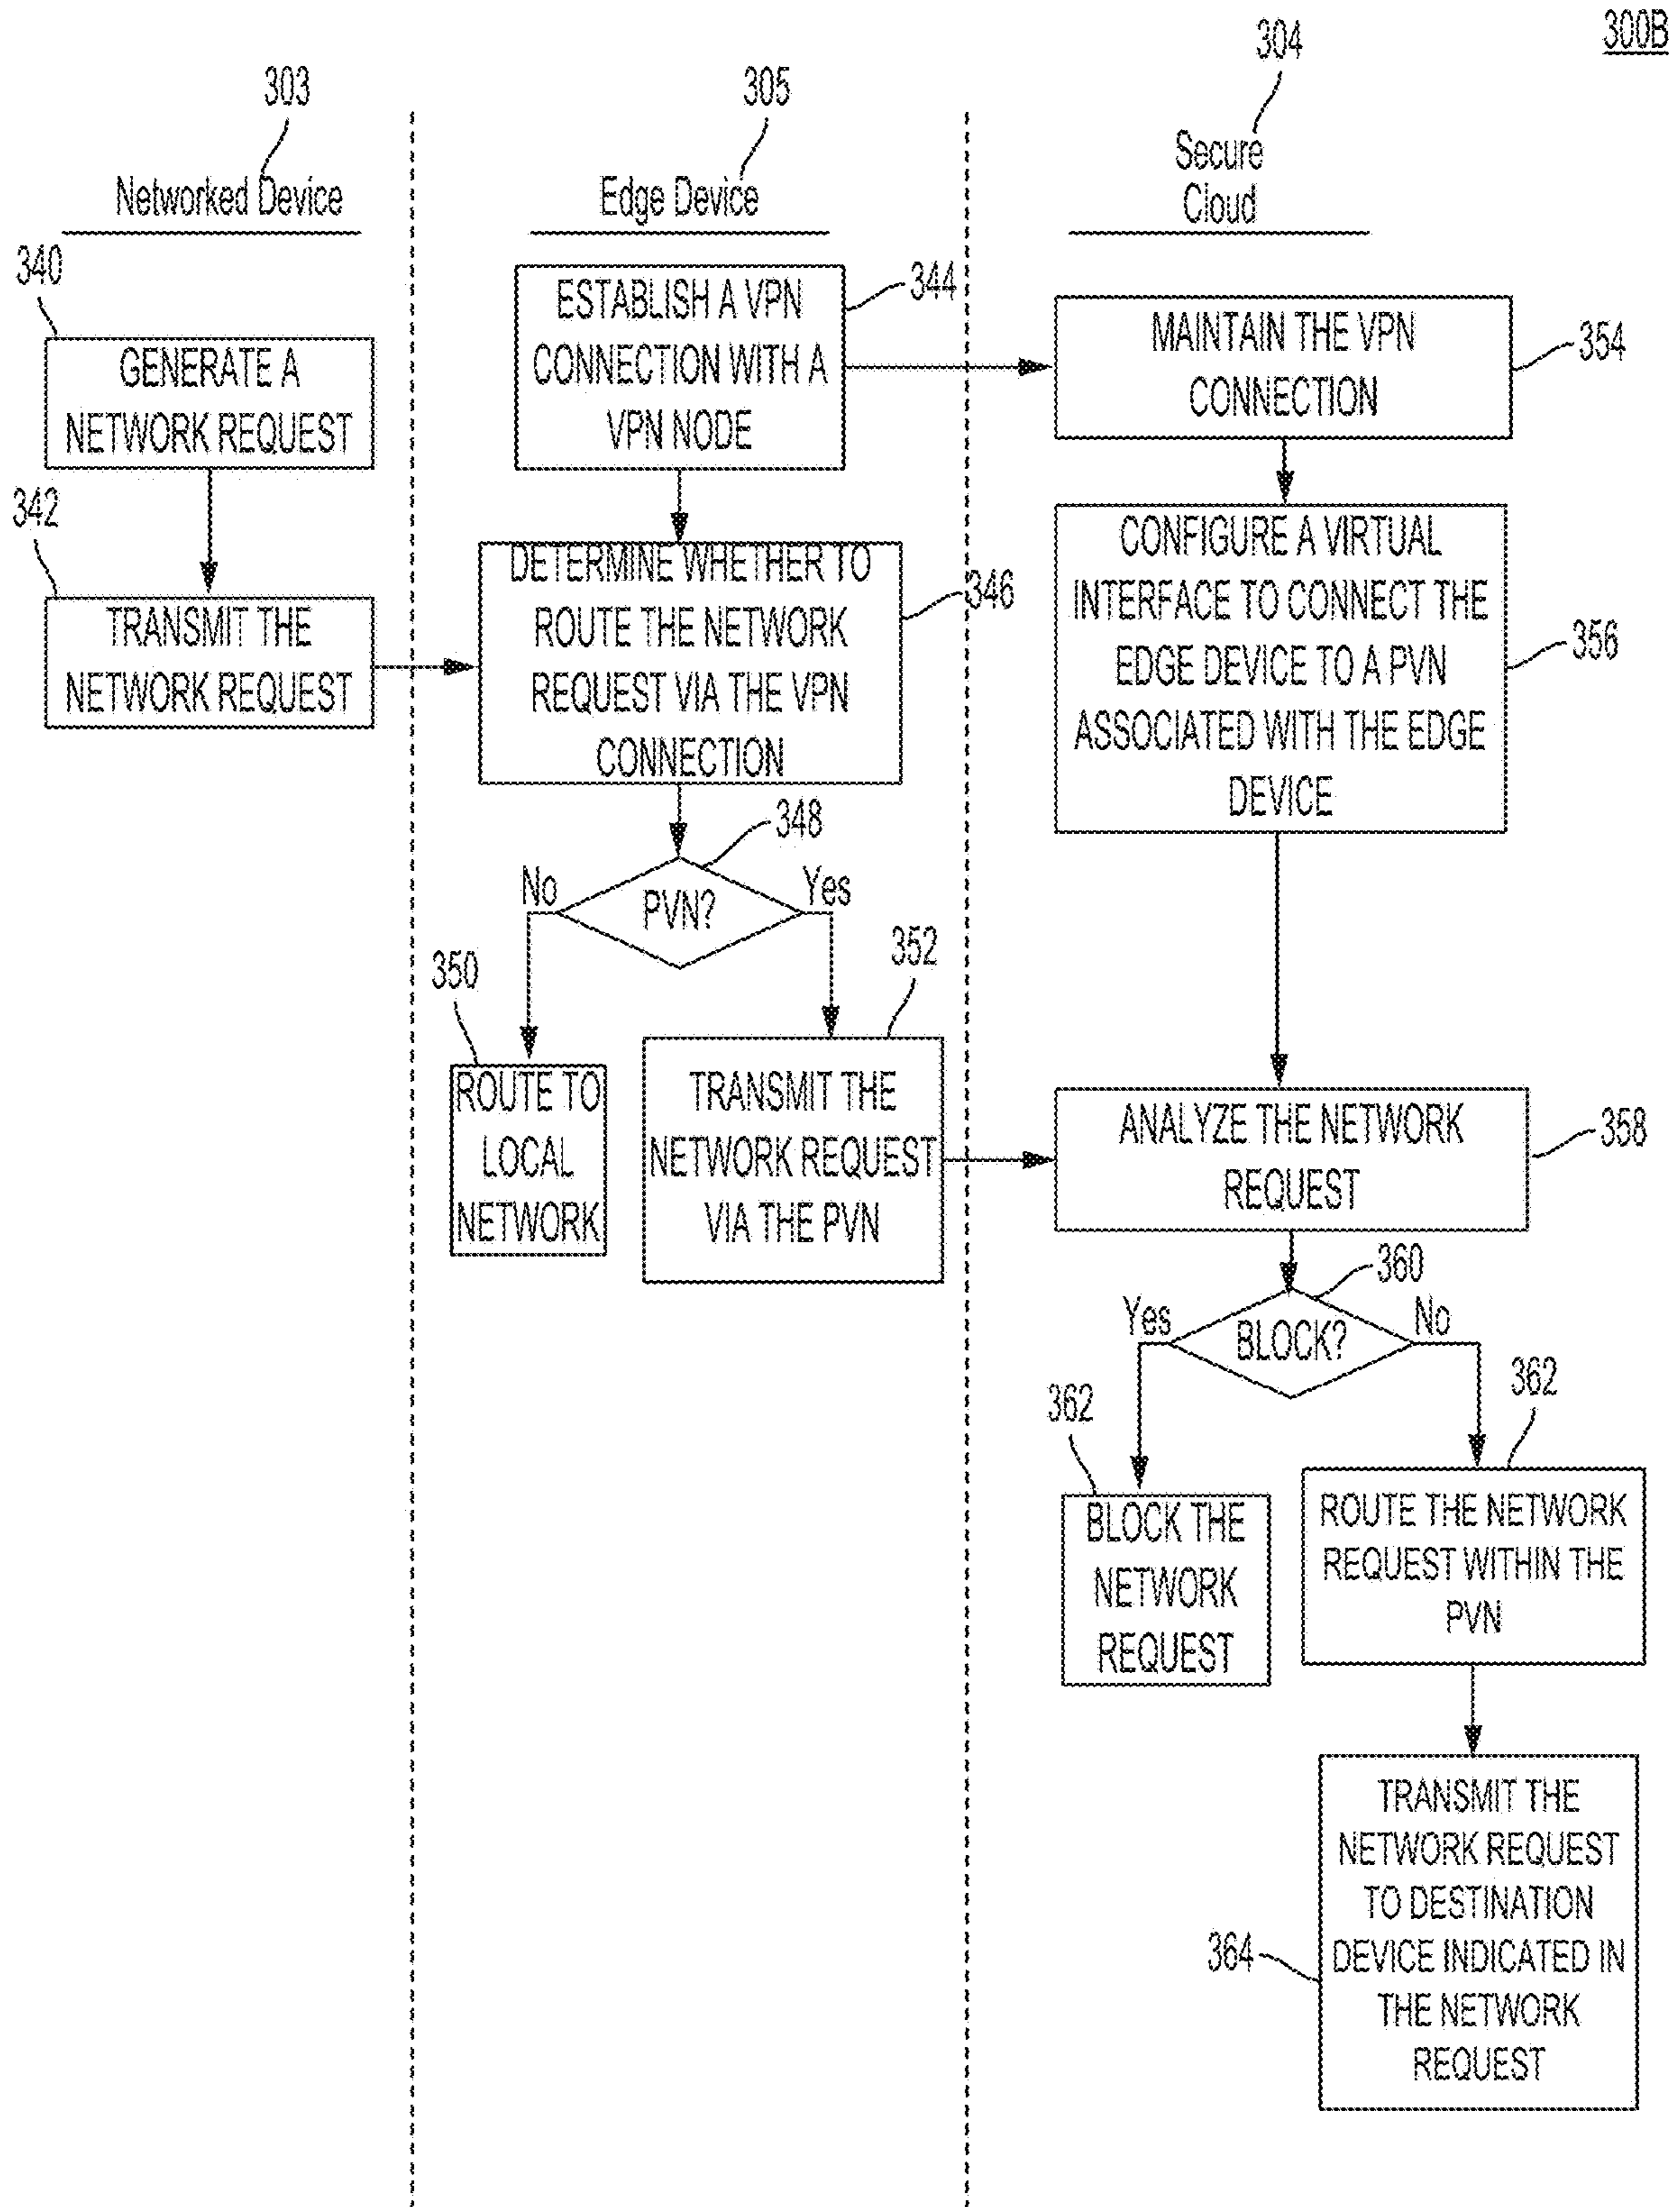 300B
303
Networked Device
340
GENERATE A
NETWORK REQUEST
342
TRANSMIT THE
NETWORK REQUEST
305
Edge Device
344
ESTABLISH A VPN
CONNECTION WITH A
VPN NODE
346
DETERMINE WHETHER TO
ROUTE THE NETWORK
REQUEST VIA THE VPN
CONNECTION
348
No
PVN?
Yes
350
ROUTE TO
LOCAL
NETWORK
352
TRANSMIT THE
NETWORK REQUEST
VIA THE PVN
304
Secure
Cloud
354
MAINTAIN THE VPN
CONNECTION
356
CONFIGURE A VIRTUAL
INTERFACE TO CONNECT THE
EDGE DEVICE TO A PVN
ASSOCIATED WITH THE EDGE
DEVICE
358
ANALYZE THE NETWORK
REQUEST
360
Yes
BLOCK?
No
362
BLOCK THE
NETWORK
REQUEST
362
ROUTE THE NETWORK
REQUEST WITHIN THE
PVN
364
TRANSMIT THE
NETWORK REQUEST
TO DESTINATION
DEVICE INDICATED IN
THE NETWORK
REQUEST